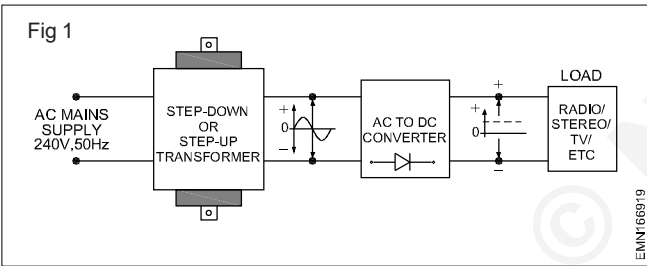 Fig 1
AC MAINS
SUPPLY
240V,50Hz
STEP-DOWN
OR
STEP-UP
TRANSFORMER
+
0
–
AC TO DC
CONVERTER
+
+
0
–
LOAD
RADIO/
STEREO/
TV/
ETC
©
EMN166919